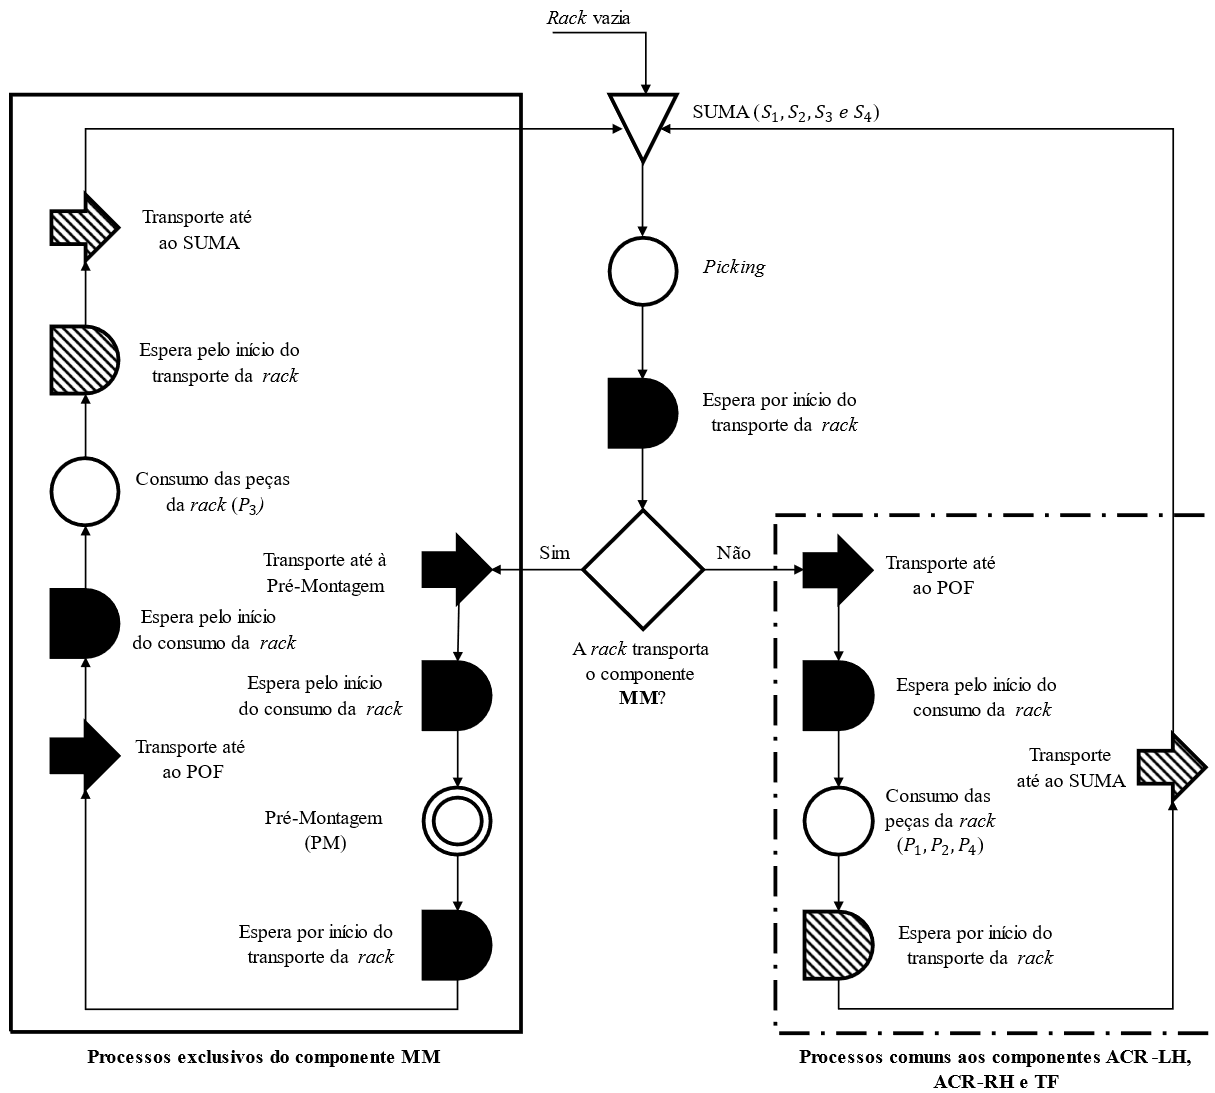 Rack vazia
SUMA (S₁, S₂, S₃ e S₄)
Picking
Espera por início do
transporte da rack
Sim
Não
A rack transporta
o componente
MM?
Transporte até
ao SUMA
Espera pelo início do
transporte da rack
Consumo das peças
da rack (P₃)
Espera pelo início
do consumo da rack
Transporte até
ao POF
Transporte até à
Pré-Montagem
Espera pelo início
do consumo da rack
Pré-Montagem
(PM)
Espera por início do
transporte da rack
Processos exclusivos do componente MM
Transporte até
ao POF
Espera pelo início do
consumo da rack
Consumo das
peças da rack
(P₁, P₂, P₄)
Espera por início do
transporte da rack
Transporte
até ao SUMA
Processos comuns aos componentes ACR-LH,
ACR-RH e TF